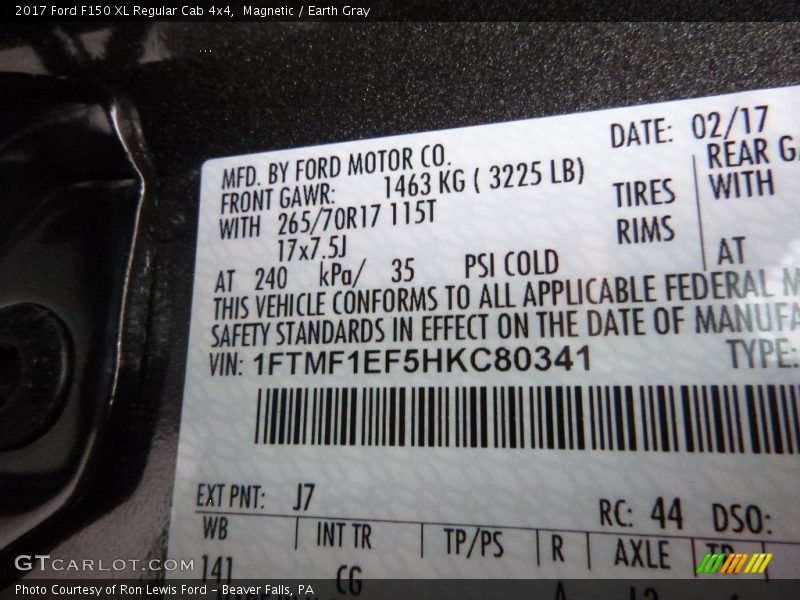 2017 Ford F150 XL Regular Cab 4x4, Magnetic / Earth Gray
DATE: 02/17
MFD. BY FORD MOTOR CO.
FRONT GAWR: 1463 KG ( 3225 LB)
REAR
WITH 265/70R17 115T TIRES WITH
17x7.5J RIMS
AT 240 kPa/ 35 PSI COLD AT
THIS VEHICLE CONFORMS TO ALL APPLICABLE FEDERAL
SAFETY STANDARDS IN EFFECT ON THE DATE OF
VIN: 1FTMF1EF5HKC80341 TYPE:
EXT PNT: J7 RC: 44 DSO:
WB INT TR TP/PS R AXLE
141 CG
GTCARLOT.COM
Photo Courtesy of Ron Lewis Ford - Beaver Falls, PA